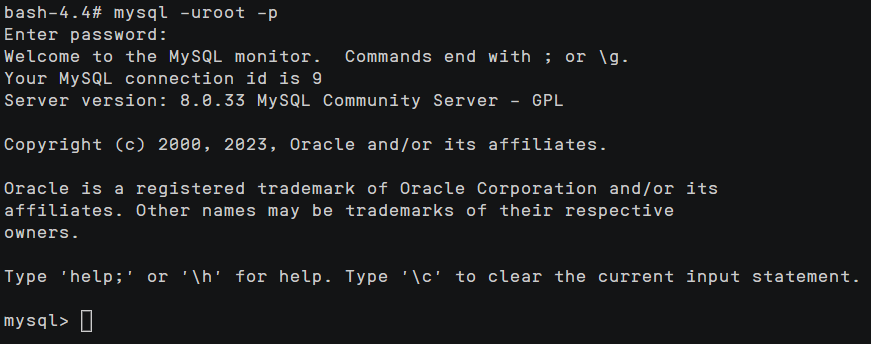 bash-4.4# mysql -uroot -p
Enter password:
Welcome to the MySQL monitor.  Commands end with ; or \g.
Your MySQL connection id is 9
Server version: 8.0.33 MySQL Community Server - GPL

Copyright (c) 2000, 2023, Oracle and/or its affiliates.

Oracle is a registered trademark of Oracle Corporation and/or its
affiliates. Other names may be trademarks of their respective
owners.

Type 'help;' or '\h' for help. Type '\c' to clear the current input statement.

mysql>